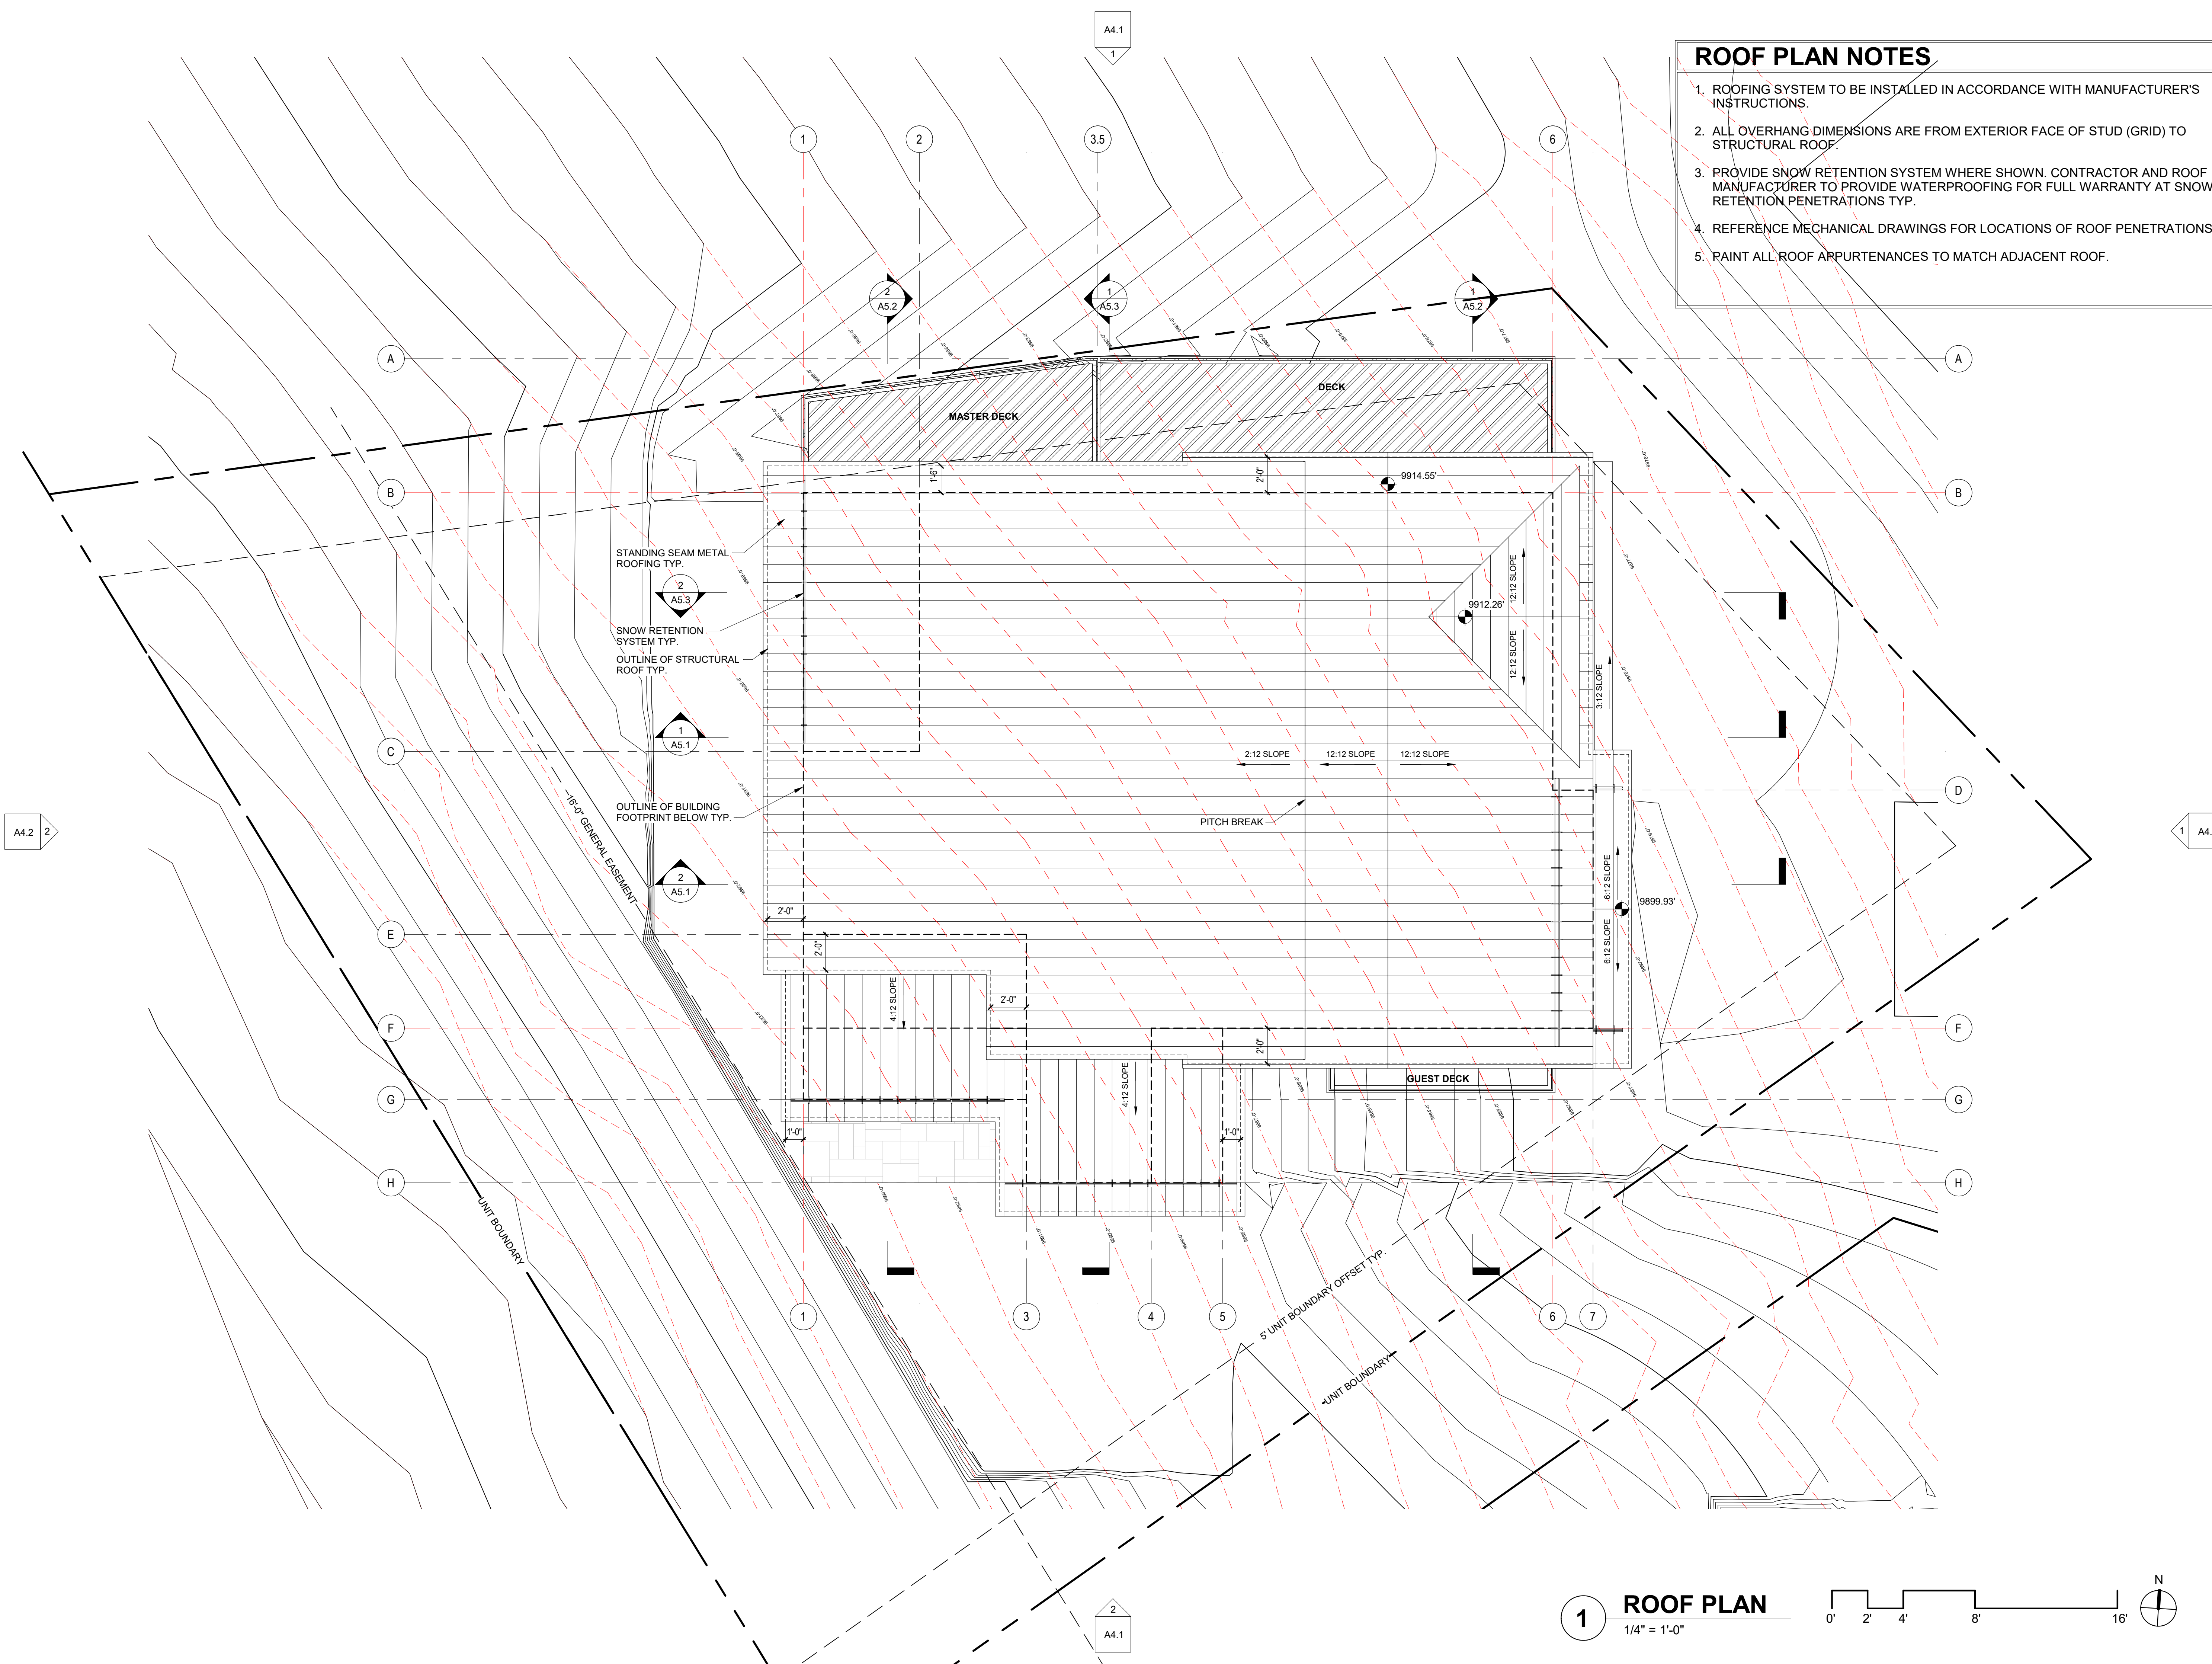 A4.1
1
ROOF PLAN NOTES
1. ROOFING SYSTEM TO BE INSTALLED IN ACCORDANCE WITH MANUFACTURER'S
INSTRUCTIONS.
2. ALL OVERHANG DIMENSIONS ARE FROM EXTERIOR FACE OF STUD (GRID) TO
STRUCTURAL ROOF.
3. PROVIDE SNOW RETENTION SYSTEM WHERE SHOWN. CONTRACTOR AND ROOF
MANUFACTURER TO PROVIDE WATERPROOFING FOR FULL WARRANTY AT SNOW
RETENTION PENETRATIONS TYP.
4. REFERENCE MECHANICAL DRAWINGS FOR LOCATIONS OF ROOF PENETRATIONS
5. PAINT ALL ROOF APPURTENANCES TO MATCH ADJACENT ROOF.
1
2
3.5
6
2
A5.2
1
A5.3
1
A5.2
A
A
DECK
MASTER DECK
1'-6"
2'-0"
9914.55'
B
B
STANDING SEAM METAL
ROOFING TYP.
2
A5.3
12:12 SLOPE
9912.26'
SNOW RETENTION
SYSTEM TYP.
12:12 SLOPE
OUTLINE OF STRUCTURAL
ROOF TYP.
3:12 SLOPE
1
A5.1
C
2:12 SLOPE
12:12 SLOPE
12:12 SLOPE
D
OUTLINE OF BUILDING
FOOTPRINT BELOW TYP.
PITCH BREAK
16'-0" GENERAL EASEMENT
A4.2
2
1
A4.
2
A5.1
6:12 SLOPE
9899.93'
2'-0"
E
2'-0"
6:12 SLOPE
4:12 SLOPE
2'-0"
F
F
2'-0"
4:12 SLOPE
GUEST DECK
G
G
1'-0"
1'-0"
H
H
UNIT BOUNDARY
5' UNIT BOUNDARY OFFSET TYP.
1
3
4
5
6
7
UNIT BOUNDARY
2
A4.1
1
ROOF PLAN
1/4" = 1'-0"
0'
2'
4'
8'
16'
N